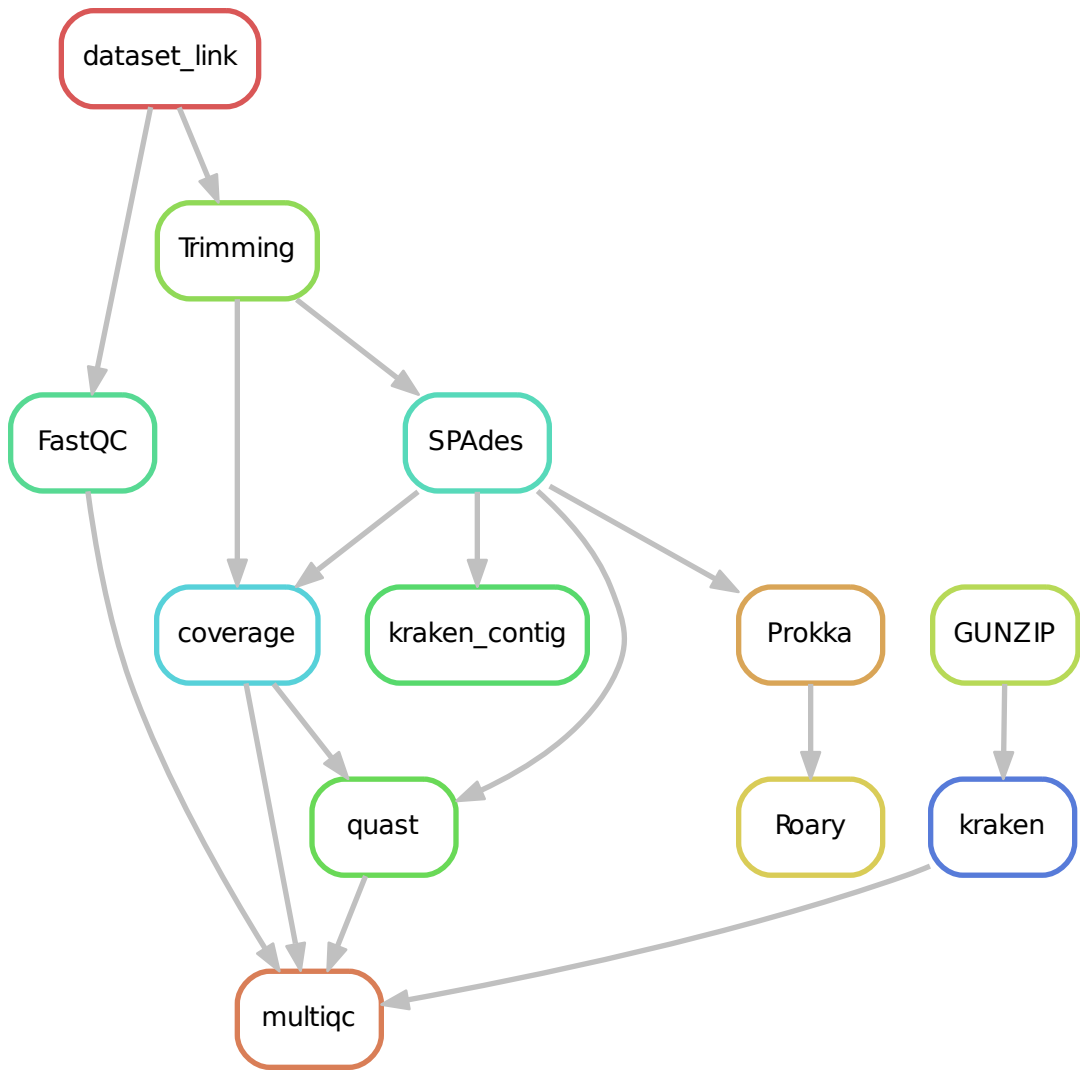 dataset_link
Trimming
FastQC
SPAdes
coverage
kraken_contig
Prokka
GUNZIP
quast
Roary
kraken
multiqc